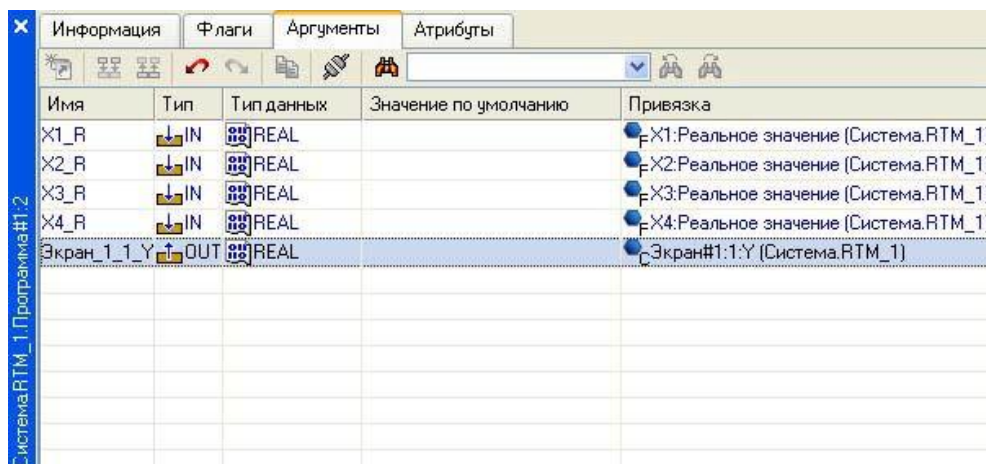 Информация Флаги Аргументы Атрибуты
Имя Тип Тип данных Значение по умолчанию Привязка
X1_R IN REAL F X1:Реальное значение (Система.RTM_1
X2_R IN REAL F X2:Реальное значение (Система.RTM_1
X3_R IN REAL F X3:Реальное значение (Система.RTM_1
X4_R IN REAL F X4:Реальное значение (Система.RTM_1
Экран_1_1_Y OUT REAL C Экран#1:1:Y (Система.RTM_1)
Система.RTM_1.Программа#1:2